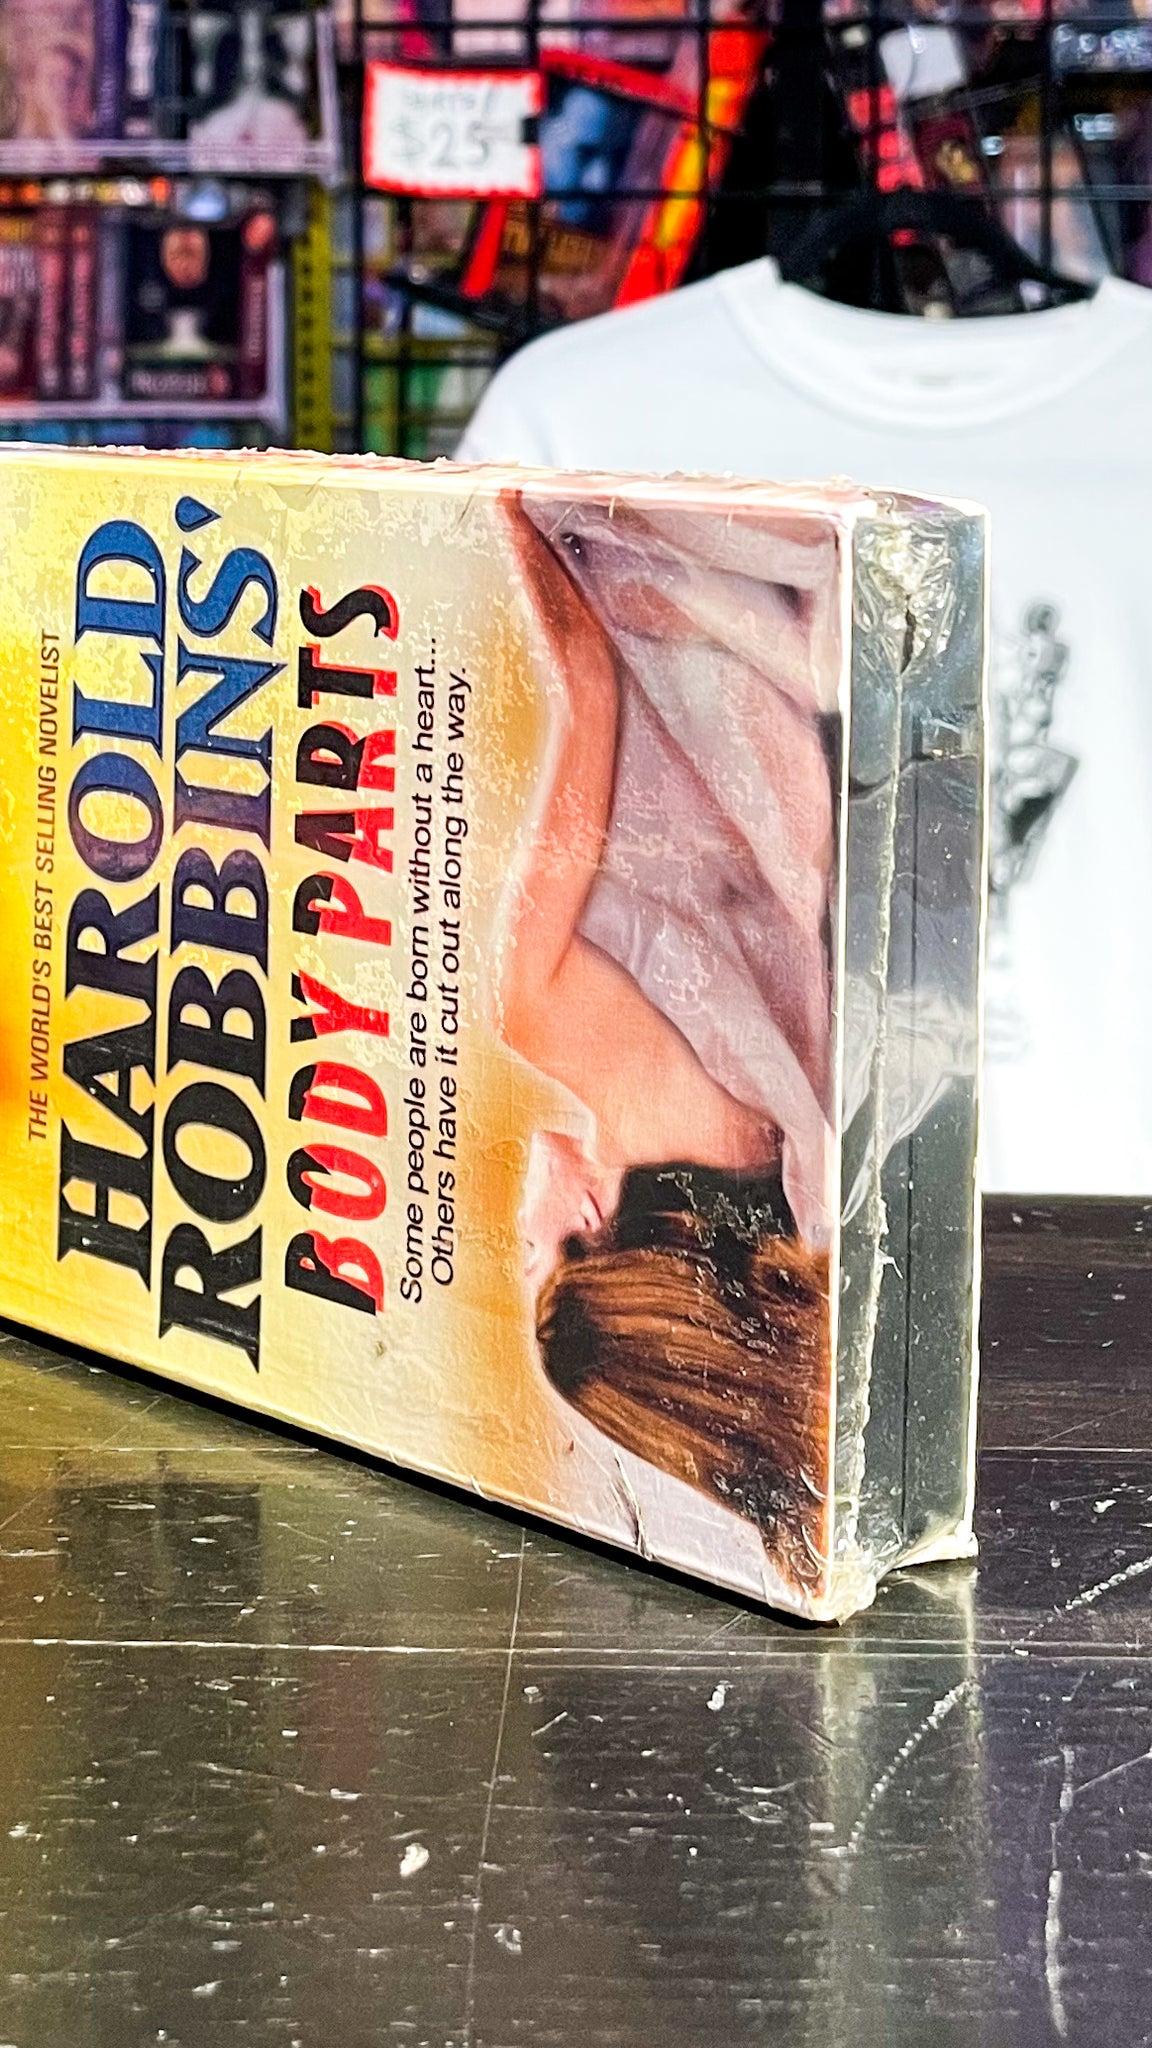 THE WORLD'S BEST SELLING NOVELIST
HAROLD
ROBBINS'
BODY PARTS
Some people are born without a heart...
Others have it cut out along the way.
$25